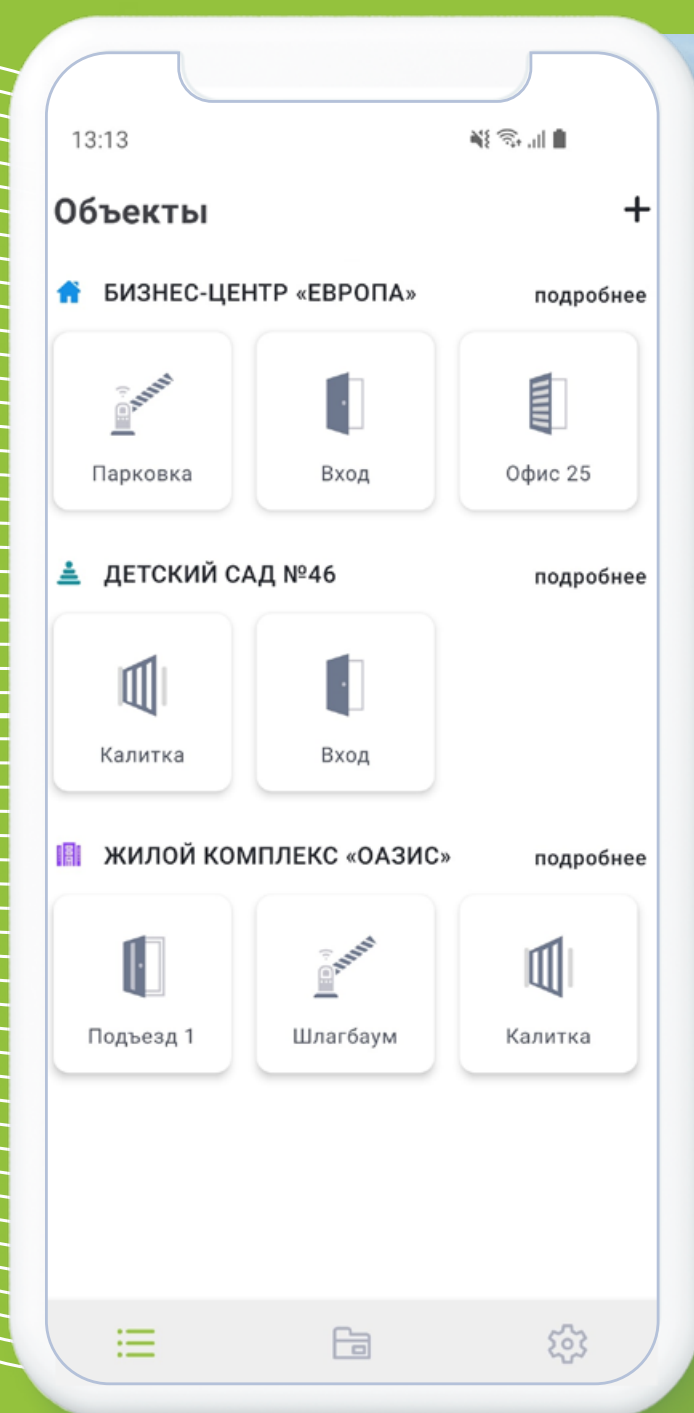 13:13
Объекты
БИЗНЕС-ЦЕНТР «ЕВРОПА» подробнее
Парковка Вход Офис 25
ДЕТСКИЙ САД №46 подробнее
Калитка Вход
ЖИЛОЙ КОМПЛЕКС «ОАЗИС» подробнее
Подъезд 1 Шлагбаум Калитка